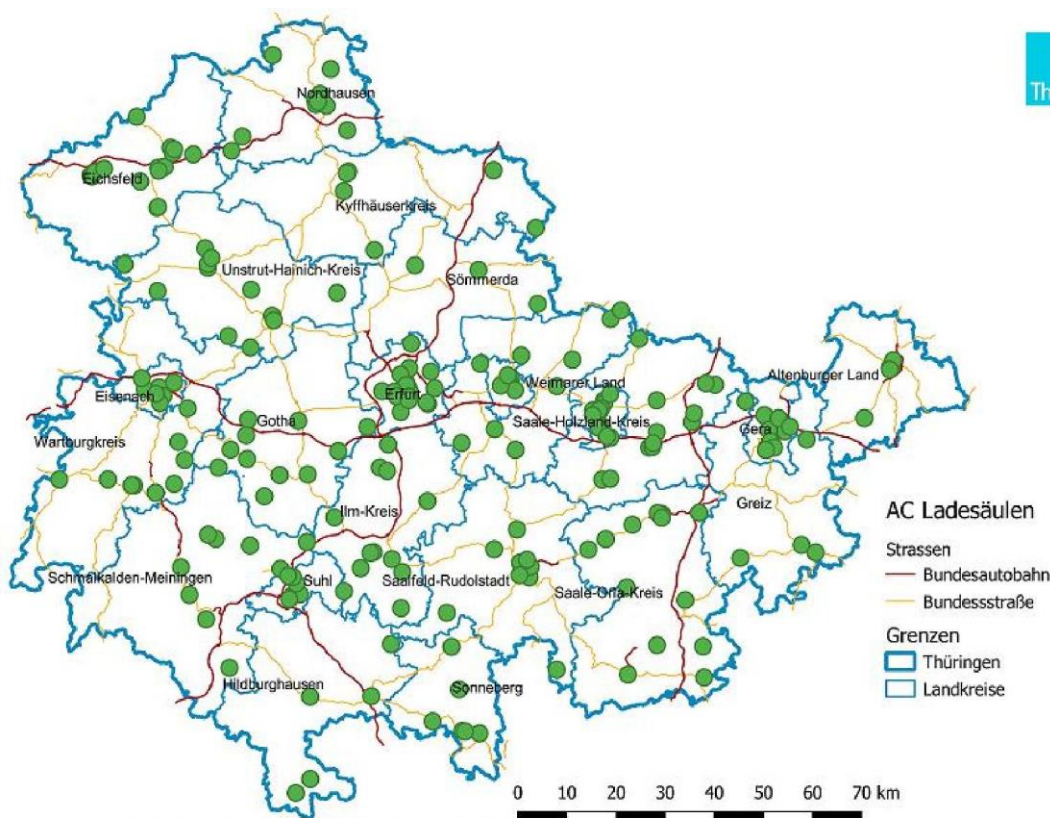 Th
Nordhausen
Eichsfeld
Kyffhäuserkreis
Unstrut-Hainich-Kreis
Sömmerda
Altenburger Land
Weimarer Land
Eisenach
Erfurt
Gotha
Saale-Holzland-Kreis
Gera
Wartburgkreis
Greiz
Ilm-Kreis
Schmalkalden-Meiningen
Suhl
Saalfeld-Rudolstadt
Saale-Orla-Kreis
Hildburghausen
Sonneberg
AC Ladesäulen
Strassen
Bundesautobahn
Bundessstraße
Grenzen
Thüringen
Landkreise
0 10 20 30 40 50 60 70 km